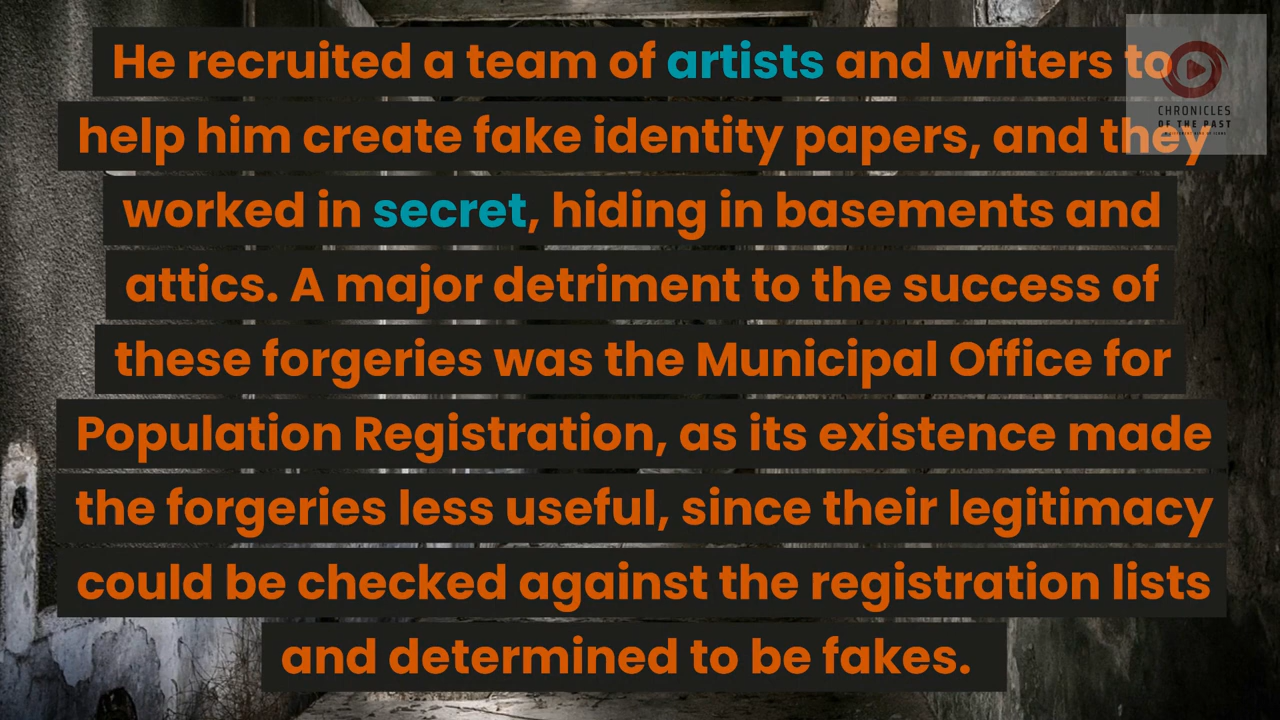 He recruited a team of artists and writers to
help him create fake identity papers, and they
worked in secret, hiding in basements and
attics. A major detriment to the success of
these forgeries was the Municipal Office for
Population Registration, as its existence made
the forgeries less useful, since their legitimacy
could be checked against the registration lists
and determined to be fakes.
CHRONICLES
OF THE PAST